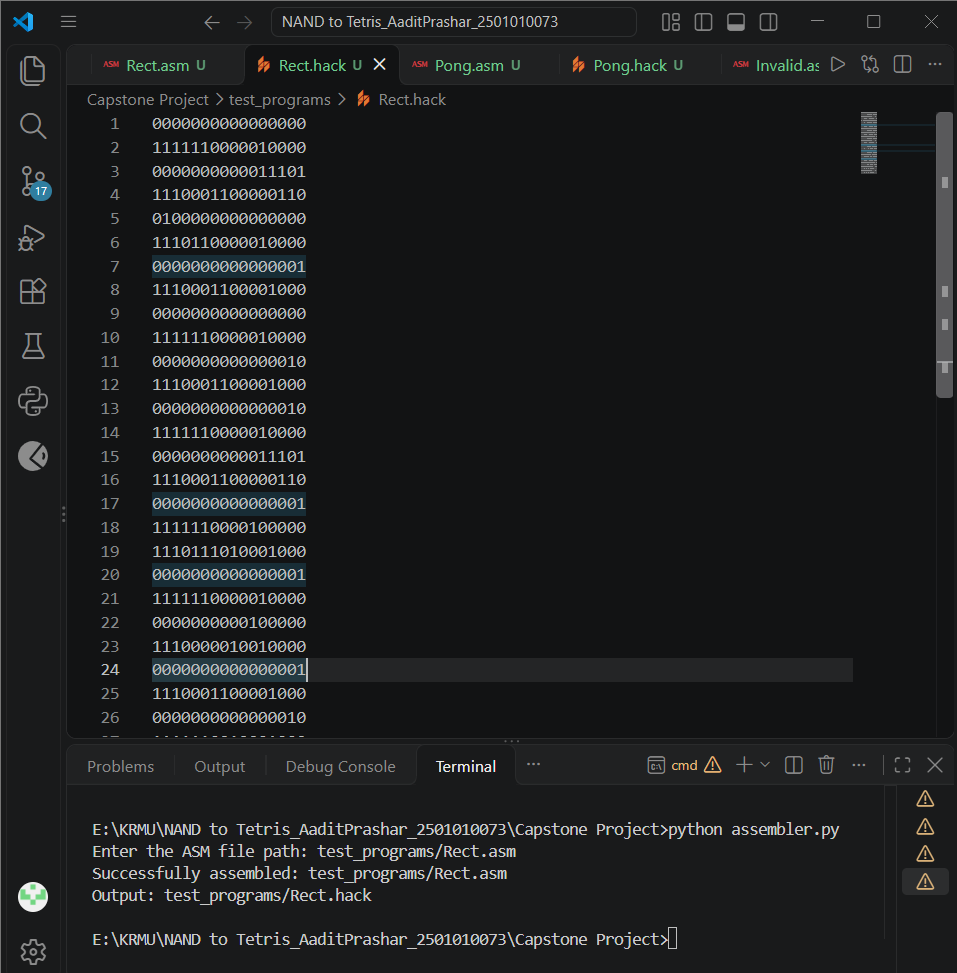 NAND to Tetris_AaditPrashar_2501010073
ASM Rect.asm U
Rect.hack U
ASM Pong.asm U
Pong.hack U
ASM Invalid.as
Capstone Project > test_programs > Rect.hack
1 0000000000000000
2 1111110000010000
3 0000000000011101
4 1110001100000110
5 0100000000000000
6 1110110000010000
7 0000000000000001
8 1110001100001000
9 0000000000000000
10 1111110000010000
11 0000000000000010
12 1110001100001000
13 0000000000000010
14 1111110000010000
15 0000000000011101
16 1110001100000110
17 0000000000000001
18 1111110000100000
19 1110111010001000
20 0000000000000001
21 1111110000010000
22 0000000000100000
23 1110000010010000
24 0000000000000001
25 1110001100001000
26 0000000000000010
17
Problems Output Debug Console Terminal ··· cmd
E:\KRMU\NAND to Tetris_AaditPrashar_2501010073\Capstone Project>python assembler.py
Enter the ASM file path: test_programs/Rect.asm
Successfully assembled: test_programs/Rect.asm
Output: test_programs/Rect.hack
E:\KRMU\NAND to Tetris_AaditPrashar_2501010073\Capstone Project>